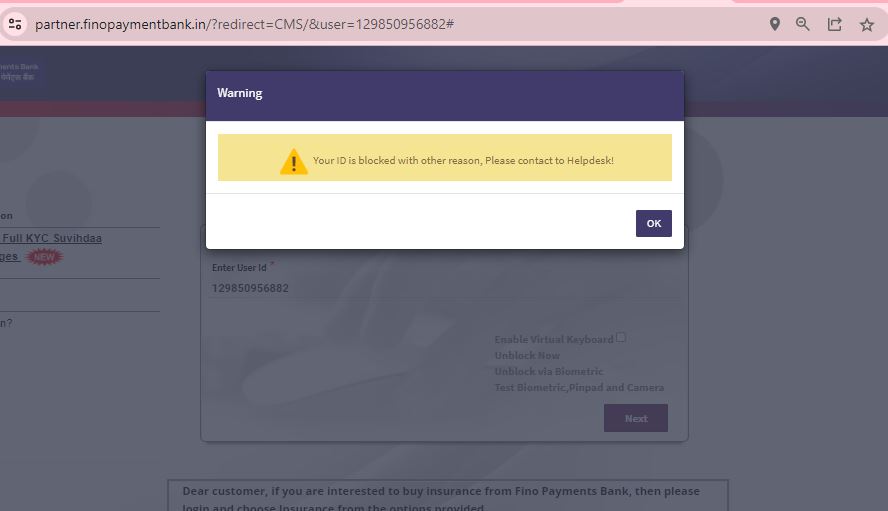 partner.finopaymentbank.in/?redirect=CMS/&user=129850956882#
ments Bank
पेमेंट्स बैंक
Warning
Your ID is blocked with other reason, Please contact to Helpdesk!
OK
on
Full KYC Suvihdaa
ges NEW
n?
Enter User Id *
129850956882
Enable Virtual Keyboard
Unblock Now
Unblock via Biometric
Test Biometric,Pinpad and Camera
Next
Dear customer, if you are interested to buy insurance from Fino Payments Bank, then please
login and choose Insurance from the options provided